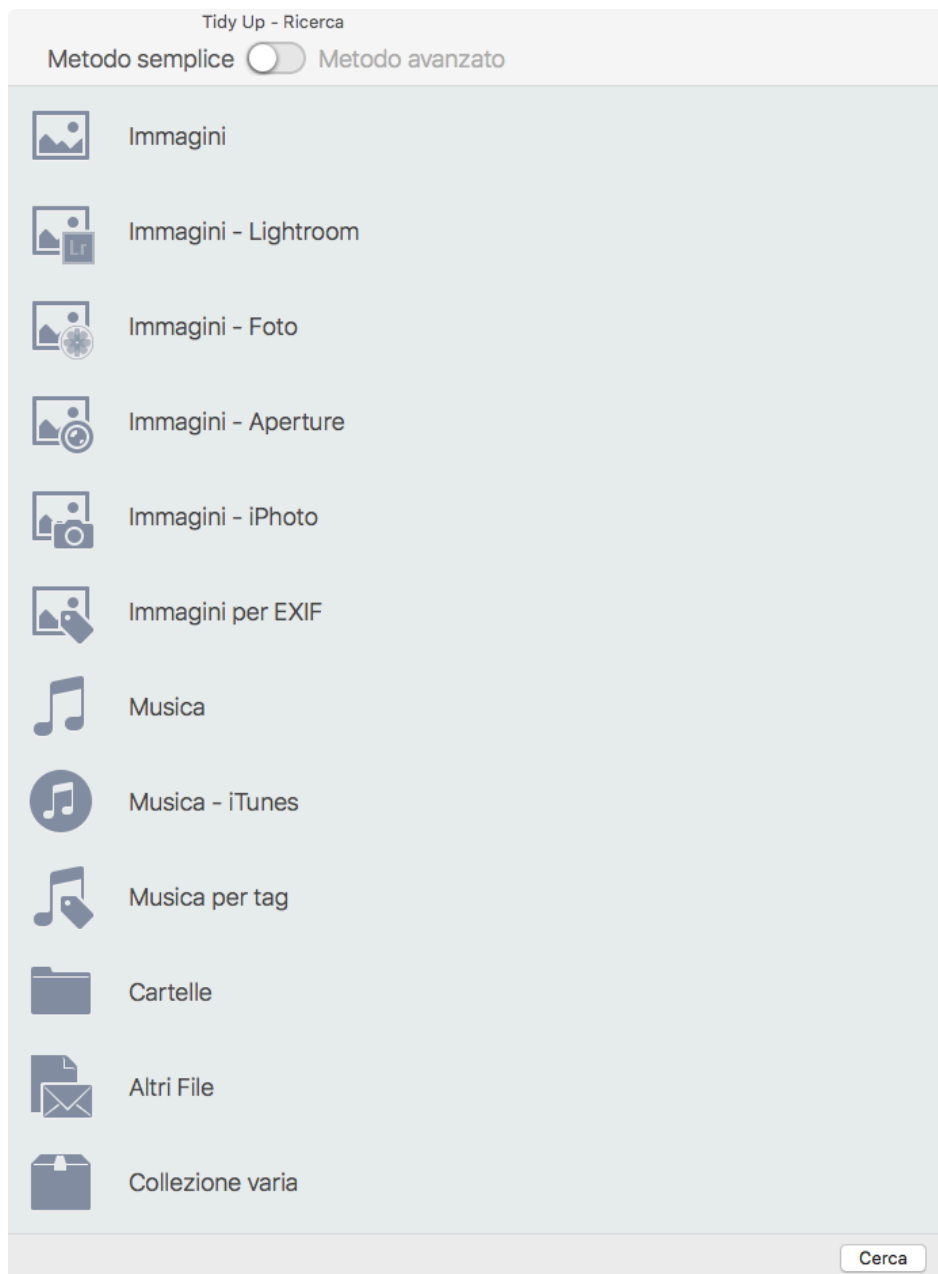 Tidy Up - Ricerca
Metodo semplice Metodo avanzato
Immagini
Lr
Immagini - Lightroom
Immagini - Foto
Immagini - Aperture
Immagini - iPhoto
Immagini per EXIF
Musica
Musica - iTunes
Musica per tag
Cartelle
Altri File
Collezione varia
Cerca